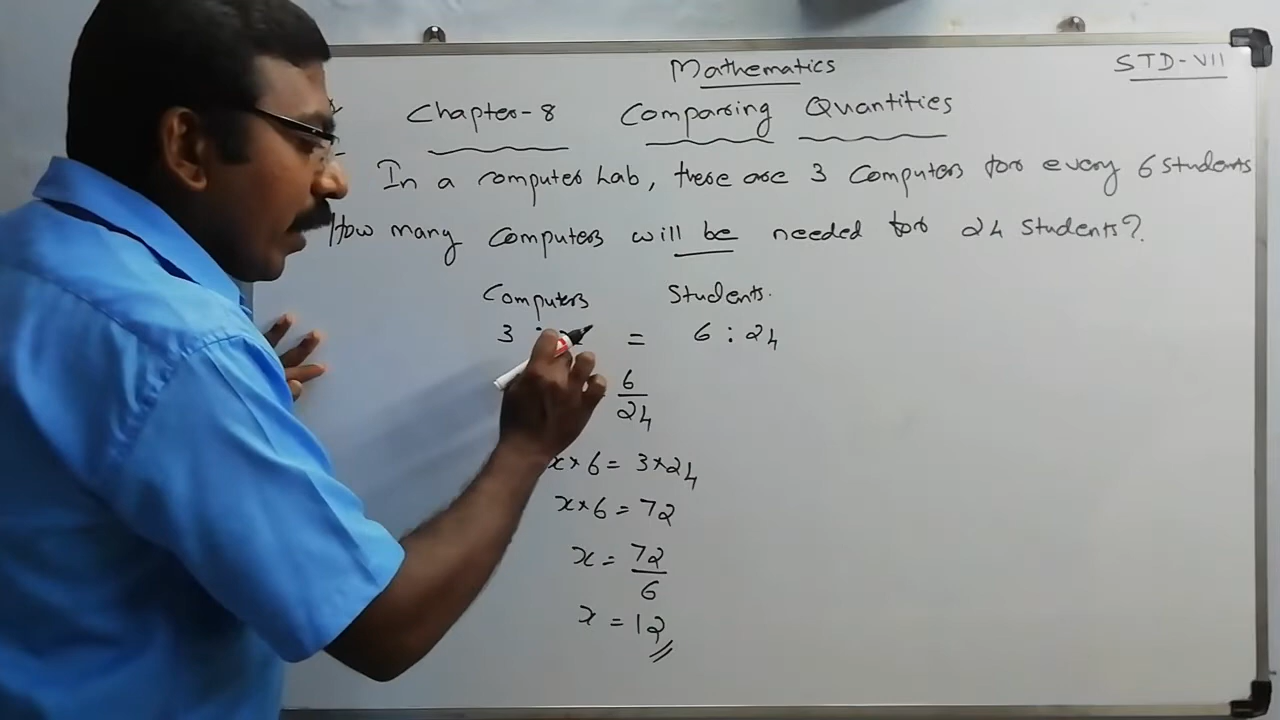 Mathematics
STD-VII
Chapter-8 Comparing Quantities
In a computer Lab, there are 3 Computers for every 6 Students
How many Computers will be needed for 24 Students?
Computers Students.
3 : = 6 : 24
6
24
x×6 = 3×24
x×6 = 72
x = 72
6
x = 12